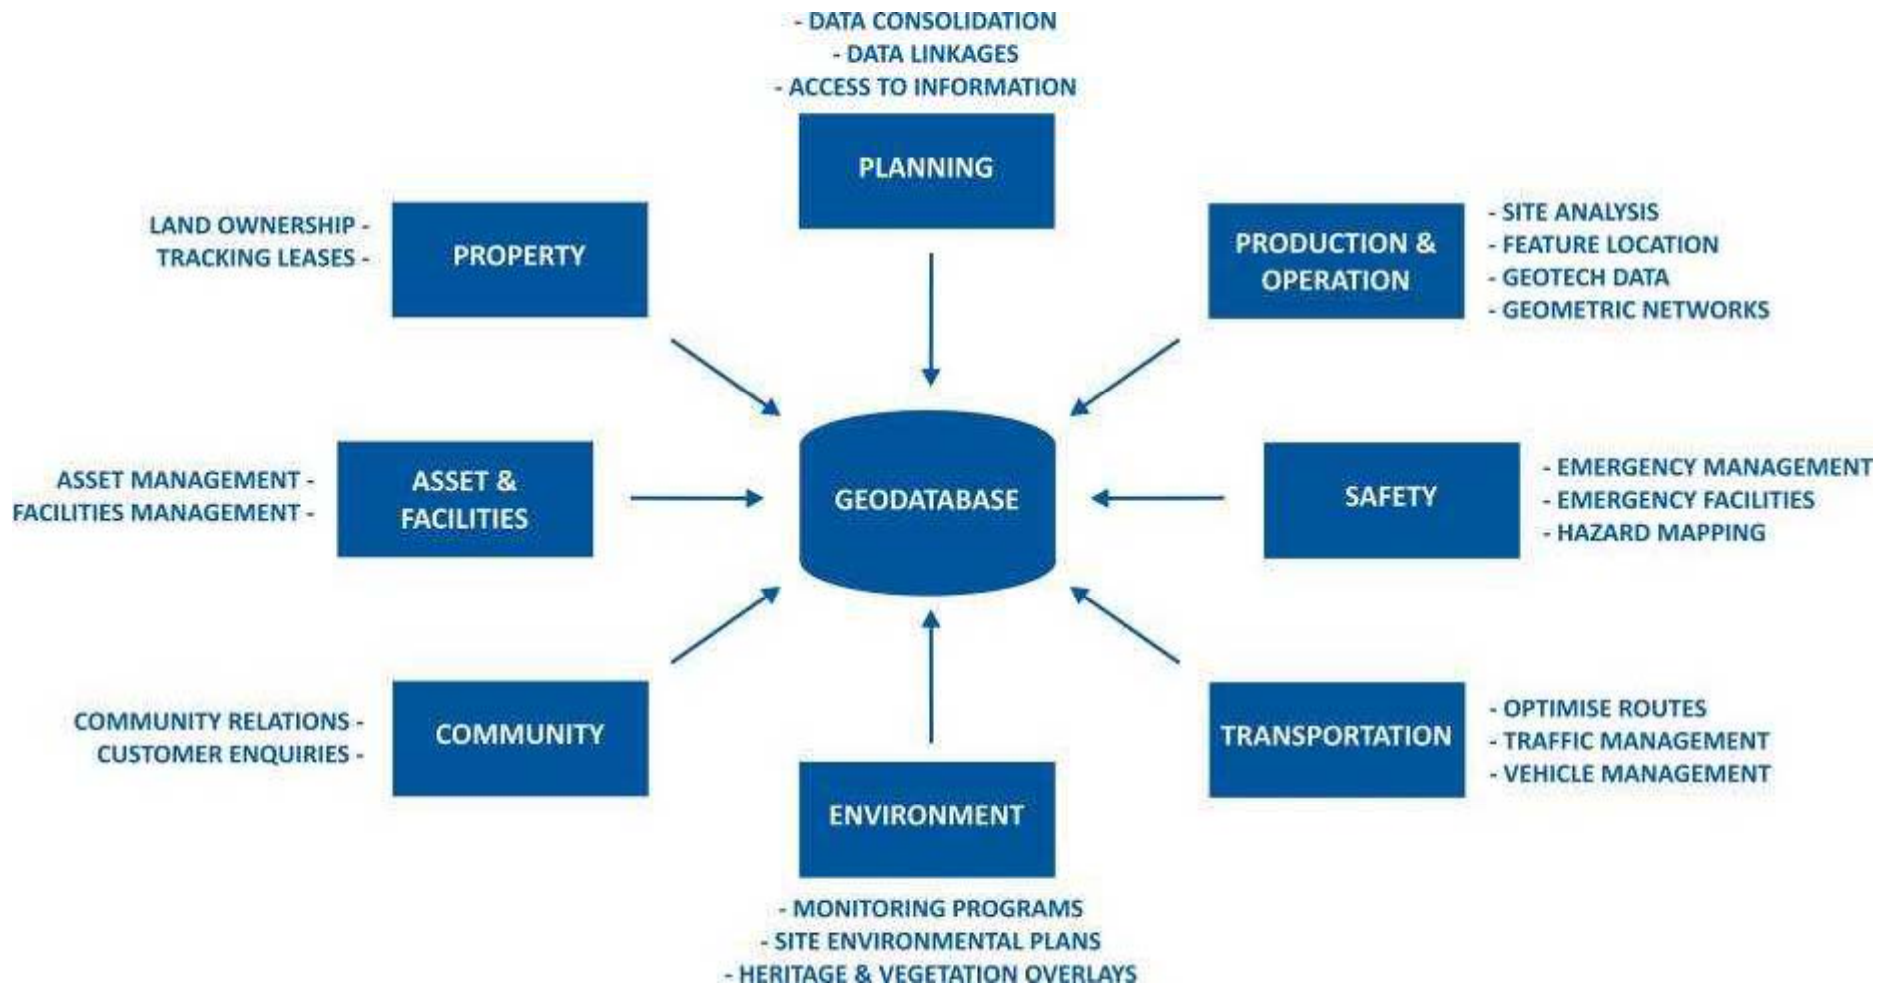 - DATA CONSOLIDATION
- DATA LINKAGES
- ACCESS TO INFORMATION
PLANNING
LAND OWNERSHIP -
TRACKING LEASES -
PROPERTY
PRODUCTION &
OPERATION
- SITE ANALYSIS
- FEATURE LOCATION
- GEOTECH DATA
- GEOMETRIC NETWORKS
ASSET MANAGEMENT -
FACILITIES MANAGEMENT -
ASSET &
FACILITIES
GEODATABASE
SAFETY
- EMERGENCY MANAGEMENT
- EMERGENCY FACILITIES
- HAZARD MAPPING
COMMUNITY RELATIONS -
CUSTOMER ENQUIRIES -
COMMUNITY
TRANSPORTATION
- OPTIMISE ROUTES
- TRAFFIC MANAGEMENT
- VEHICLE MANAGEMENT
ENVIRONMENT
- MONITORING PROGRAMS
- SITE ENVIRONMENTAL PLANS
- HERITAGE & VEGETATION OVERLAYS